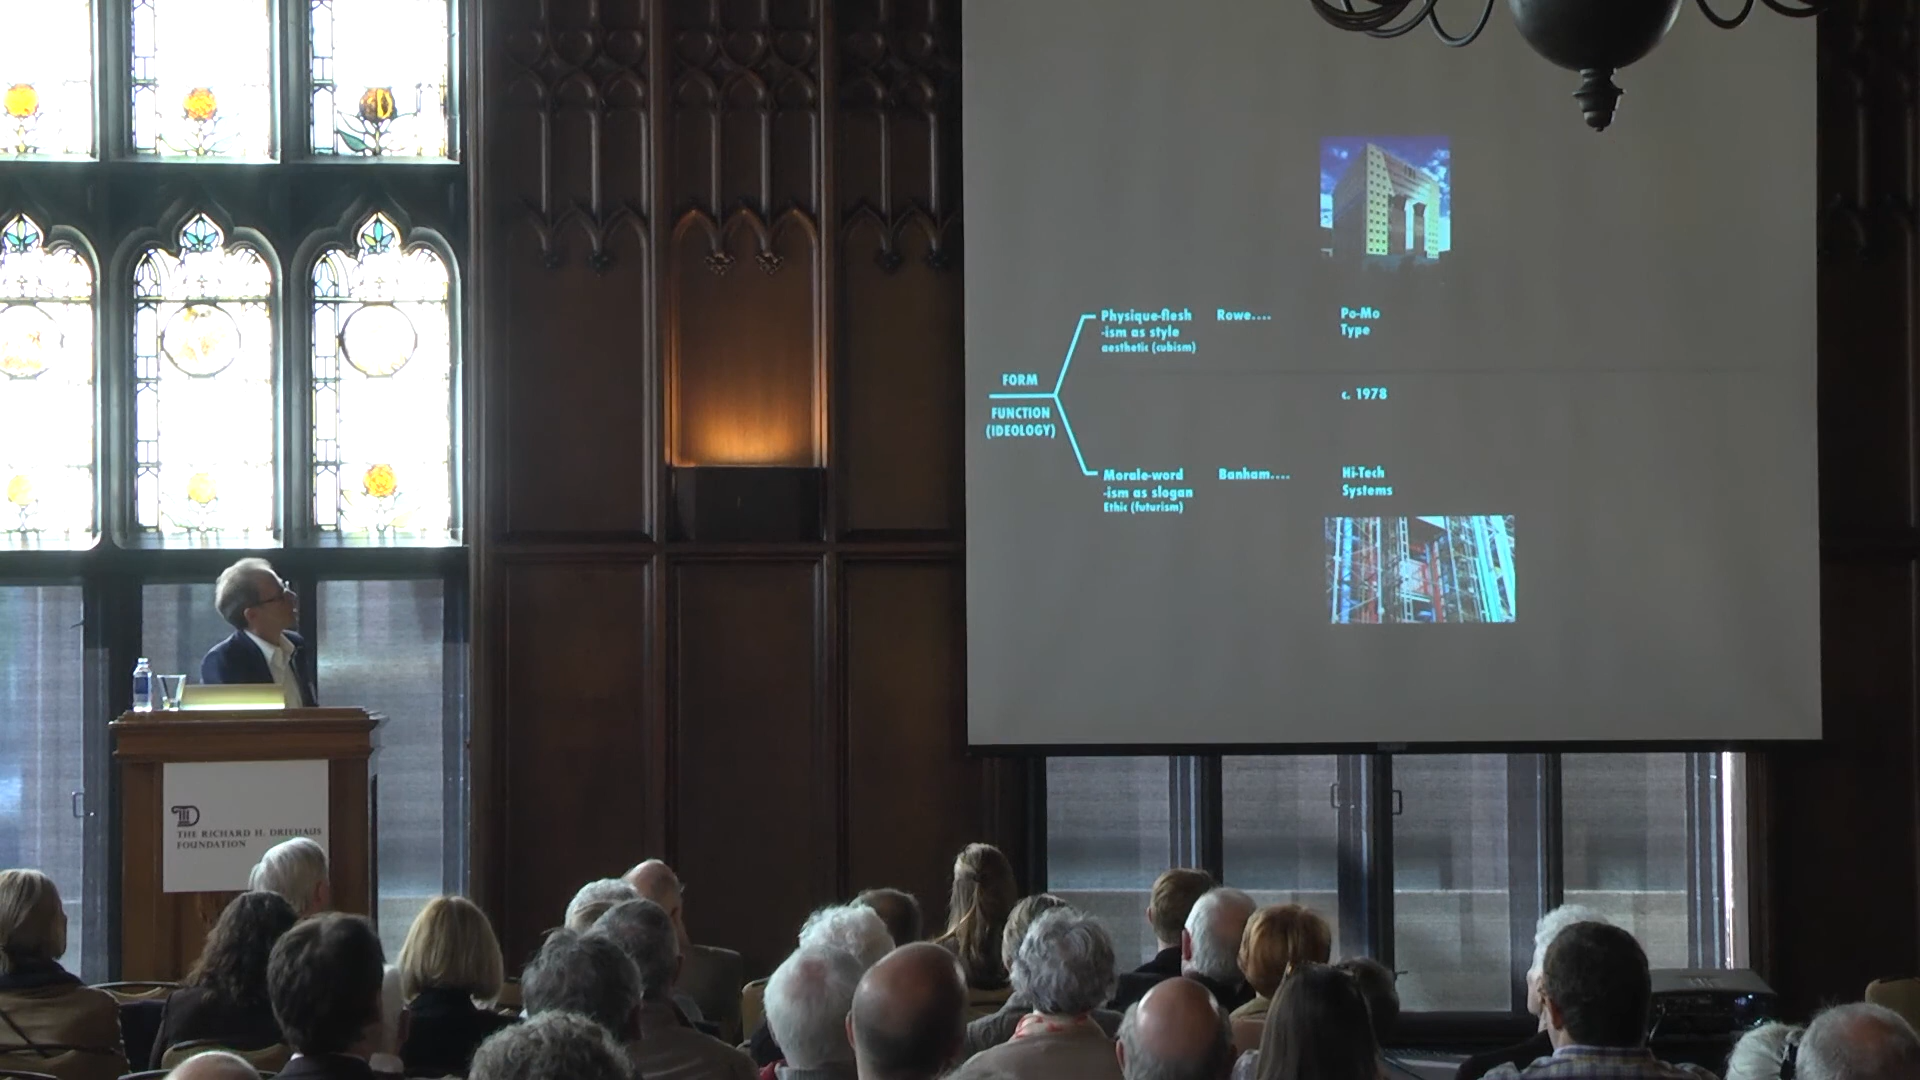 Physique-flesh
-ism as style
aesthetic (cubism)
Rowe....
Po-Mo
Type
FORM
FUNCTION
(IDEOLOGY)
c. 1978
Morale-word
-ism as slogan
Ethic (futurism)
Banham....
Hi-Tech
Systems
THE RICHARD H. DRIEHAUS
FOUNDATION